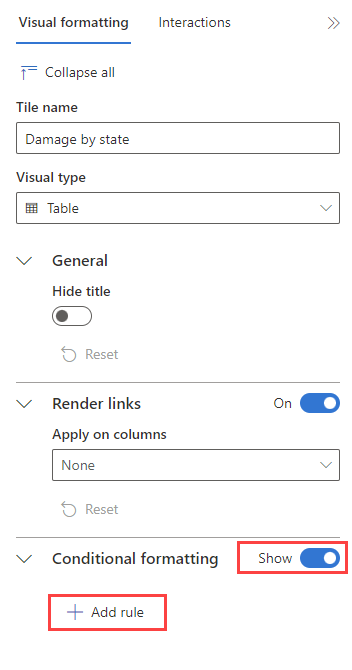 Visual formatting Interactions
Collapse all
Tile name
Damage by state
Visual type
Table
General
Hide title
Reset
Render links On
Apply on columns
None
Reset
Conditional formatting Show
Add rule